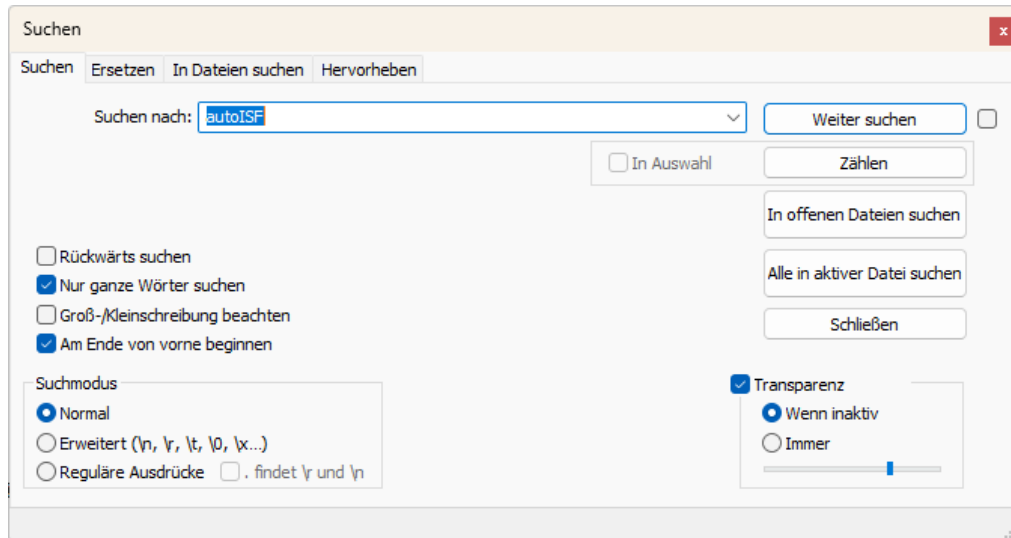 Suchen
x
Suchen Ersetzen In Dateien suchen Hervorheben
Suchen nach: autoISF Weiter suchen
In Auswahl Zählen
In offenen Dateien suchen
Rückwärts suchen
Nur ganze Wörter suchen Alle in aktiver Datei suchen
Groß-/Kleinschreibung beachten
Schließen
Am Ende von vorne beginnen
Suchmodus
Normal
Erweitert (\n, \r, \t, \0, \x...)
Reguläre Ausdrücke . findet \r und \n
Transparenz
Wenn inaktiv
Immer